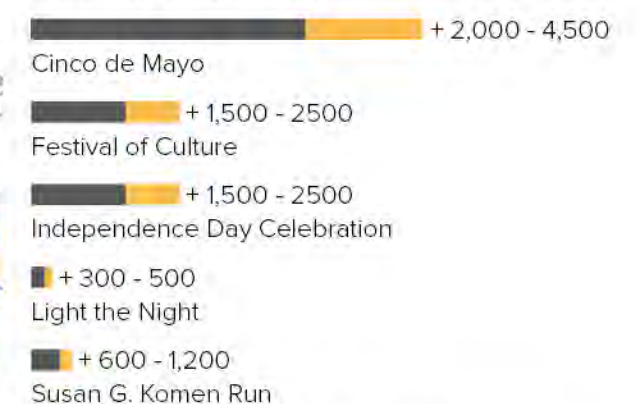 + 2,000 - 4,500
Cinco de Mayo
+ 1,500 - 2500
Festival of Culture
+ 1,500 - 2500
Independence Day Celebration
+ 300 - 500
Light the Night
+ 600 - 1,200
Susan G. Komen Run